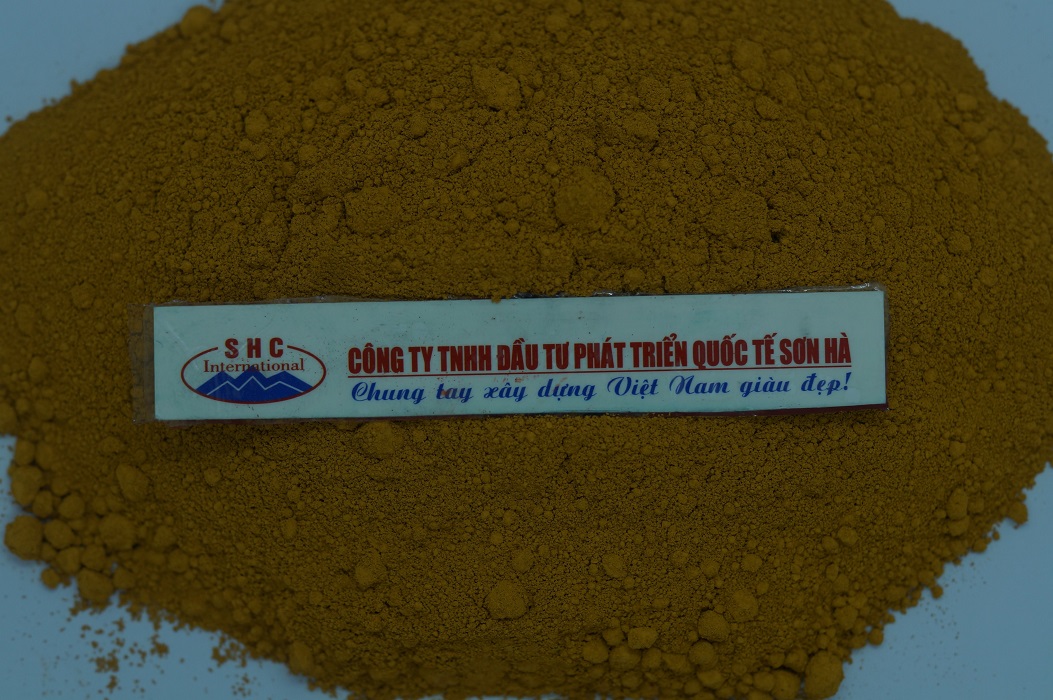 SHC
International
CÔNG TY TNHH ĐẦU TƯ PHÁT TRIỂN QUỐC TẾ SƠN HÀ
Chung tay xây dựng Việt Nam giàu đẹp!